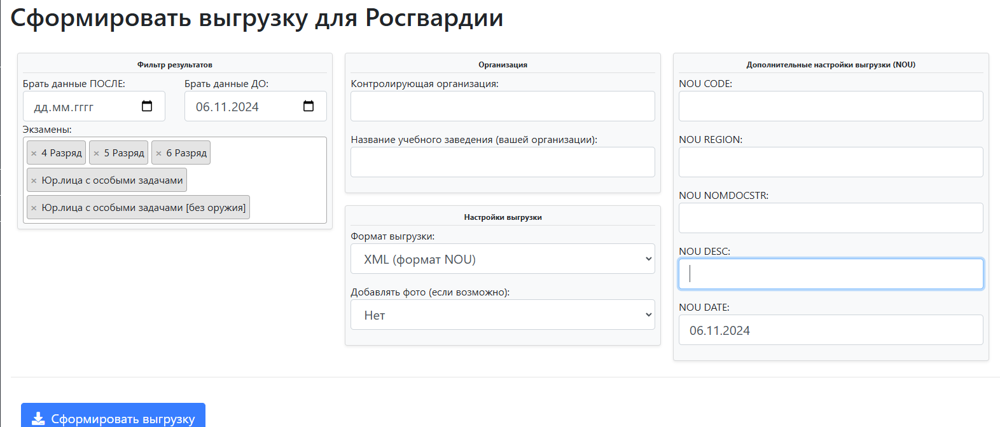 Сформировать выгрузку для Росгвардии
Фильтр результатов
Брать данные ПОСЛЕ:
Брать данные ДО:
дд.мм.гггг
06.11.2024
Экзамены:
× 4 Разряд × 5 Разряд × 6 Разряд
× Юр.лица с особыми задачами
× Юр.лица с особыми задачами [без оружия]
Организация
Контролирующая организация:
Название учебного заведения (вашей организации):
Настройки выгрузки
Формат выгрузки:
XML (формат NOU)
Добавлять фото (если возможно):
Нет
Дополнительные настройки выгрузки (NOU)
NOU CODE:
NOU REGION:
NOU NOMDOCSTR:
NOU DESC:
NOU DATE:
06.11.2024
Сформировать выгрузку